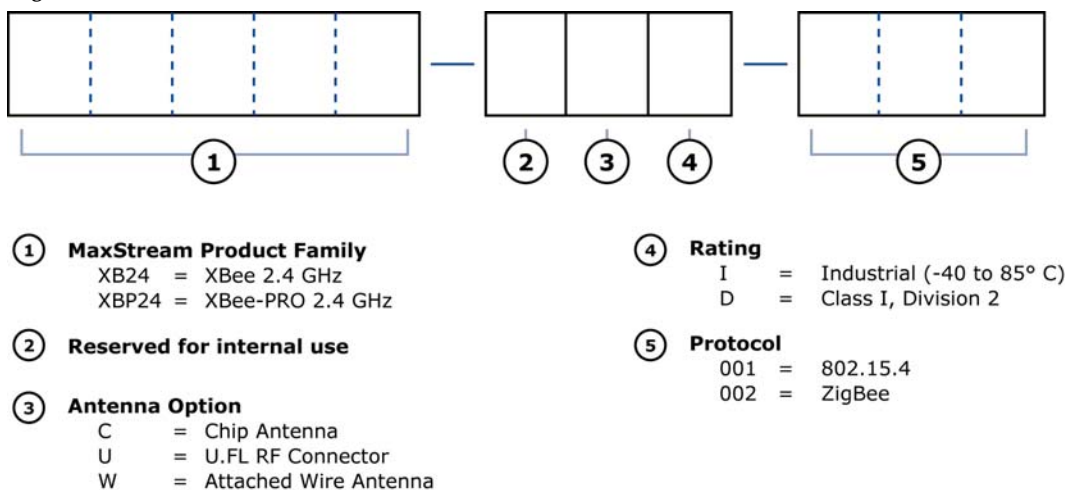 1
2
3
4
5
1 MaxStream Product Family
XB24 = XBee 2.4 GHz
XBP24 = XBee-PRO 2.4 GHz
2 Reserved for internal use
3 Antenna Option
C = Chip Antenna
U = U.FL RF Connector
W = Attached Wire Antenna
4 Rating
I = Industrial (-40 to 85° C)
D = Class I, Division 2
5 Protocol
001 = 802.15.4
002 = ZigBee